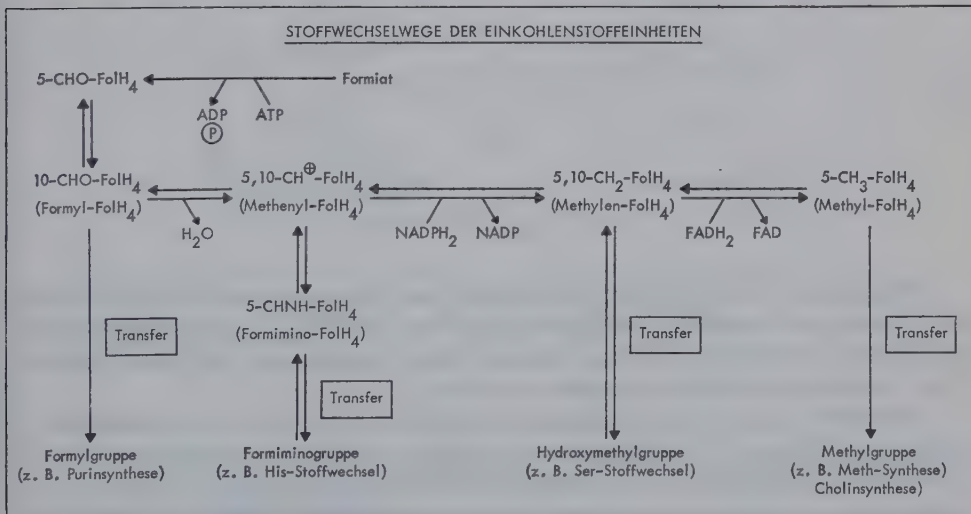 STOFFWECHSELWEGE DER EINKOHLENSTOFFEINHEITEN
5-CHO-FolH4
Formiat
ADP
P
ATP
10-CHO-FolH4
(Formyl-FolH4)
5,10-CH⊕-FolH4
(Methenyl-FolH4)
5,10-CH2-FolH4
(Methylen-FolH4)
5-CH3-FolH4
(Methyl-FolH4)
H2O
NADPH2
NADP
FADH2
FAD
5-CHNH-FolH4
(Formimino-FolH4)
Transfer
Transfer
Transfer
Transfer
Formylgruppe
(z. B. Purinsynthese)
Formiminogruppe
(z. B. His-Stoffwechsel)
Hydroxymethylgruppe
(z. B. Ser-Stoffwechsel)
Methylgruppe
(z. B. Meth-Synthese)
Cholinsynthese)